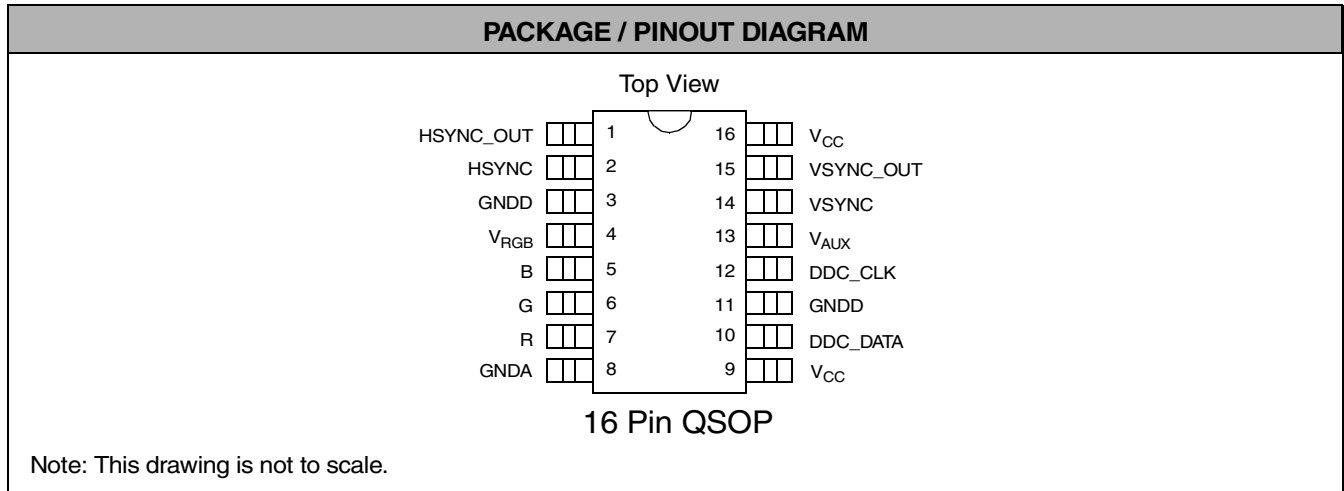 PACKAGE / PINOUT DIAGRAM
Top View
HSYNC_OUT 1 16 VCC
HSYNC 2 15 VSYNC_OUT
GNDD 3 14 VSYNC
VRGB 4 13 VAUX
B 5 12 DDC_CLK
G 6 11 GNDD
R 7 10 DDC_DATA
GNDA 8 9 VCC
16 Pin QSOP
Note: This drawing is not to scale.